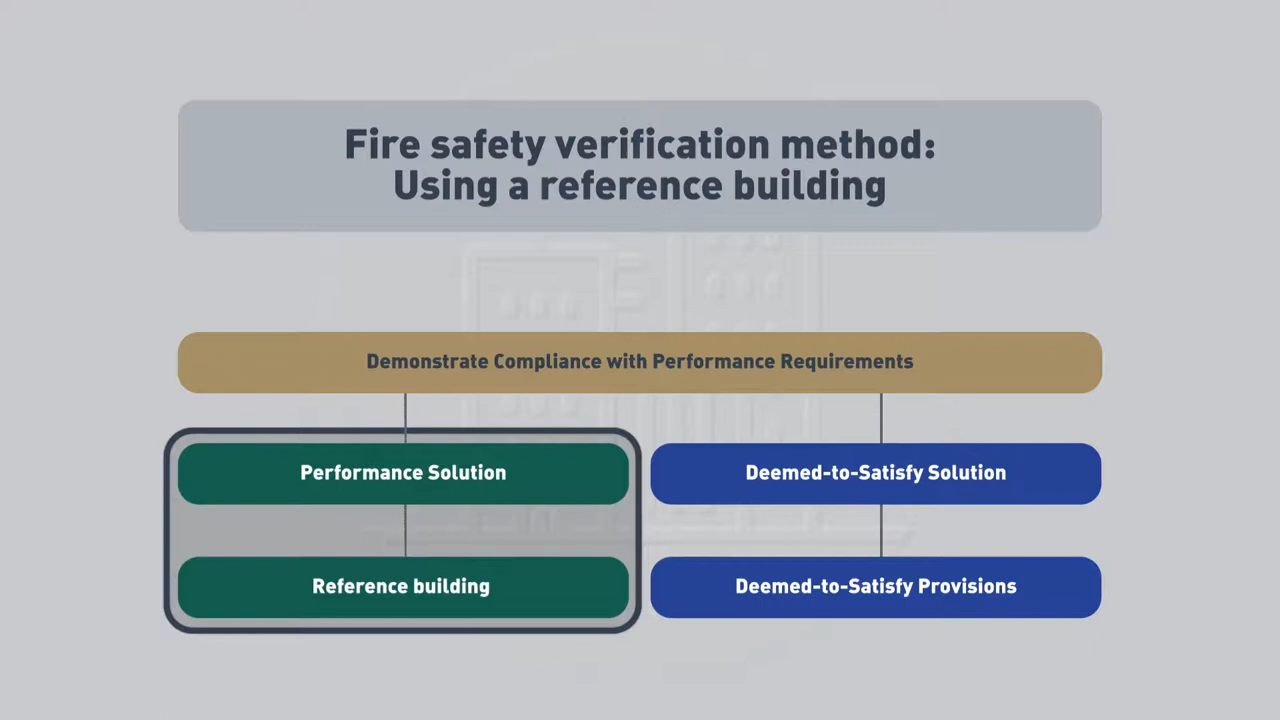 Fire safety verification method:
Using a reference building
Demonstrate Compliance with Performance Requirements
Performance Solution
Deemed-to-Satisfy Solution
Reference building
Deemed-to-Satisfy Provisions